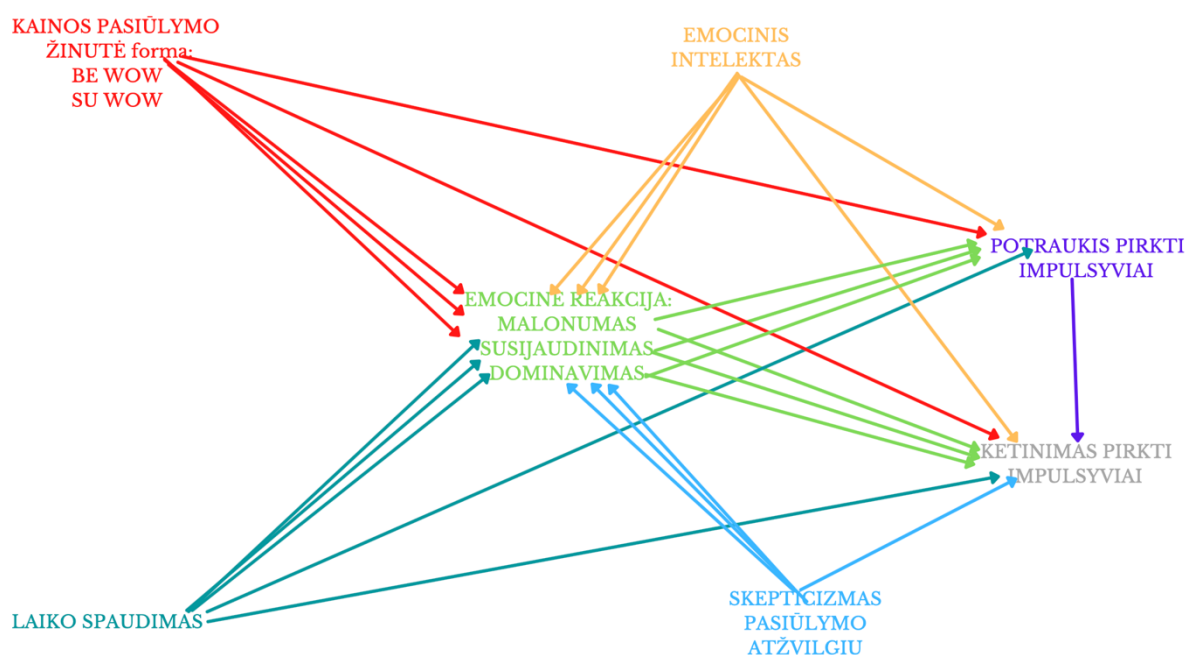 KAINOS PASIŪLYMO
ŽINUTĖ forma:
BE WOW
SU WOW
EMOCINIS
INTELEKTAS
POTRAUKIS PIRKTI
IMPULSYVIAI
EMOCINĖ REAKCIJA:
MALONUMAS
SUSIJAUDINIMAS
DOMINAVIMAS
KETINIMAS PIRKTI
IMPULSYVIAI
LAIKO SPAUDIMAS
SKEPTICIZMAS
PASIŪLYMO
ATŽVILGIU